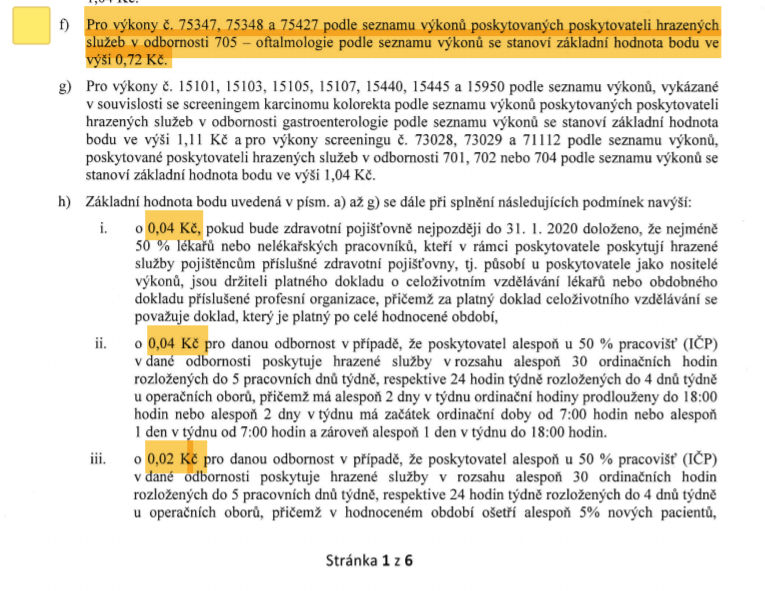 1,04 Kč.
f) Pro výkony č. 75347, 75348 a 75427 podle seznamu výkonů poskytovaných poskytovateli hrazených
služeb v odbornosti 705 – oftalmologie podle seznamu výkonů se stanoví základní hodnota bodu ve
výši 0,72 Kč.
g) Pro výkony č. 15101, 15103, 15105, 15107, 15440, 15445 a 15950 podle seznamu výkonů, vykázané
v souvislosti se screeningem karcinomu kolorekta podle seznamu výkonů poskytovaných poskytovateli
hrazených služeb v odbornosti gastroenterologie podle seznamu výkonů se stanoví základní hodnota
bodu ve výši 1,11 Kč a pro výkony screeningu č. 73028, 73029 a 71112 podle seznamu výkonů,
poskytované poskytovateli hrazených služeb v odbornosti 701, 702 nebo 704 podle seznamu výkonů se
stanoví základní hodnota bodu ve výši 1,04 Kč.
h) Základní hodnota bodu uvedená v písm. a) až g) se dále při splnění následujících podmínek navýší:
i. o 0,04 Kč, pokud bude zdravotní pojišťovně nejpozději do 31. 1. 2020 doloženo, že nejméně
50 % lékařů nebo nelékařských pracovníků, kteří v rámci poskytovatele poskytují hrazené
služby pojištěncům příslušné zdravotní pojišťovny, tj. působí u poskytovatele jako nositelé
výkonů, jsou držiteli platného dokladu o celoživotním vzdělávání lékařů nebo obdobného
dokladu příslušené profesní organizace, přičemž za platný doklad celoživotního vzdělávání se
považuje doklad, který je platný po celé hodnocené období,
ii. o 0,04 Kč pro danou odbornost v případě, že poskytovatel alespoň u 50 % pracovišť (IČP)
v dané odbornosti poskytuje hrazené služby v rozsahu alespoň 30 ordinačních hodin
rozložených do 5 pracovních dnů týdně, respektive 24 hodin týdně rozložených do 4 dnů týdně
u operačních oborů, přičemž má alespoň 2 dny v týdnu ordinační hodiny prodlouženy do 18:00
hodin nebo alespoň 2 dny v týdnu má začátek ordinační doby od 7:00 hodin nebo alespoň
1 den v týdnu od 7:00 hodin a zároveň alespoň 1 den v týdnu do 18:00 hodin.
iii. o 0,02 Kč pro danou odbornost v případě, že poskytovatel alespoň u 50 % pracovišť (IČP)
v dané odbornosti poskytuje hrazené služby v rozsahu alespoň 30 ordinačních hodin
rozložených do 5 pracovních dnů týdně, respektive 24 hodin týdně rozložených do 4 dnů týdně
u operačních oborů, přičemž v hodnoceném období ošetří alespoň 5% nových pacientů,
Stránka 1 z 6